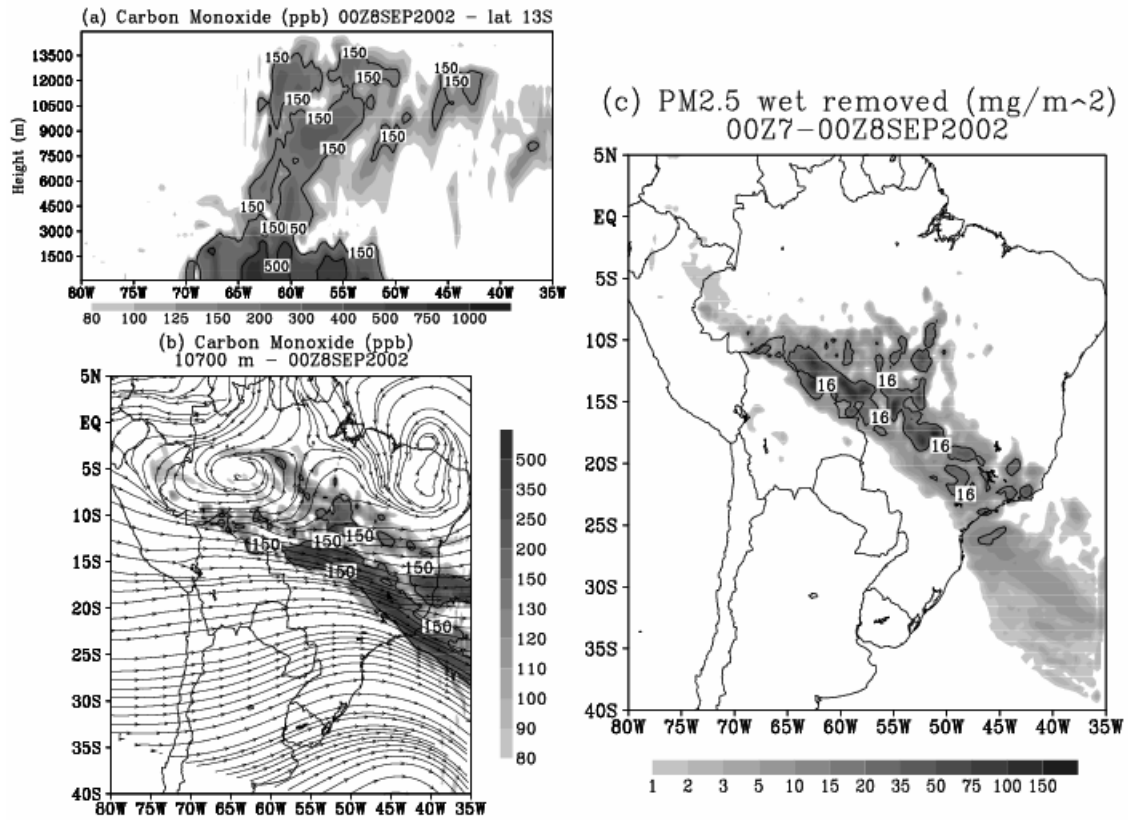 (a) Carbon Monoxide (ppb) 00Z8SEP2002 - lat 13S
13500
12000
10500
9000
7500
6000
4500
3000
1500
Height (m)
150
150
150
150
150
150
150
150
150
150
150
150
50
150
500
80W 75W 70W 65W 60W 55W 50W 45W 40W 35W
80 100 125 150 200 300 400 500 750 1000
(b) Carbon Monoxide (ppb)
10700 m - 00Z8SEP2002
5N
EQ
5S
10S
15S
20S
25S
30S
35S
40S
150
150
150
150
150
150
80W 75W 70W 65W 60W 55W 50W 45W 40W 35W
500
350
250
200
150
130
120
110
100
90
80
(c) PM2.5 wet removed (mg/m^2)
00Z7-00Z8SEP2002
5N
EQ
5S
10S
15S
20S
25S
30S
35S
40S
16
16
16
16
16
80W 75W 70W 65W 60W 55W 50W 45W 40W 35W
1 2 3 5 10 15 20 35 50 75 100 150